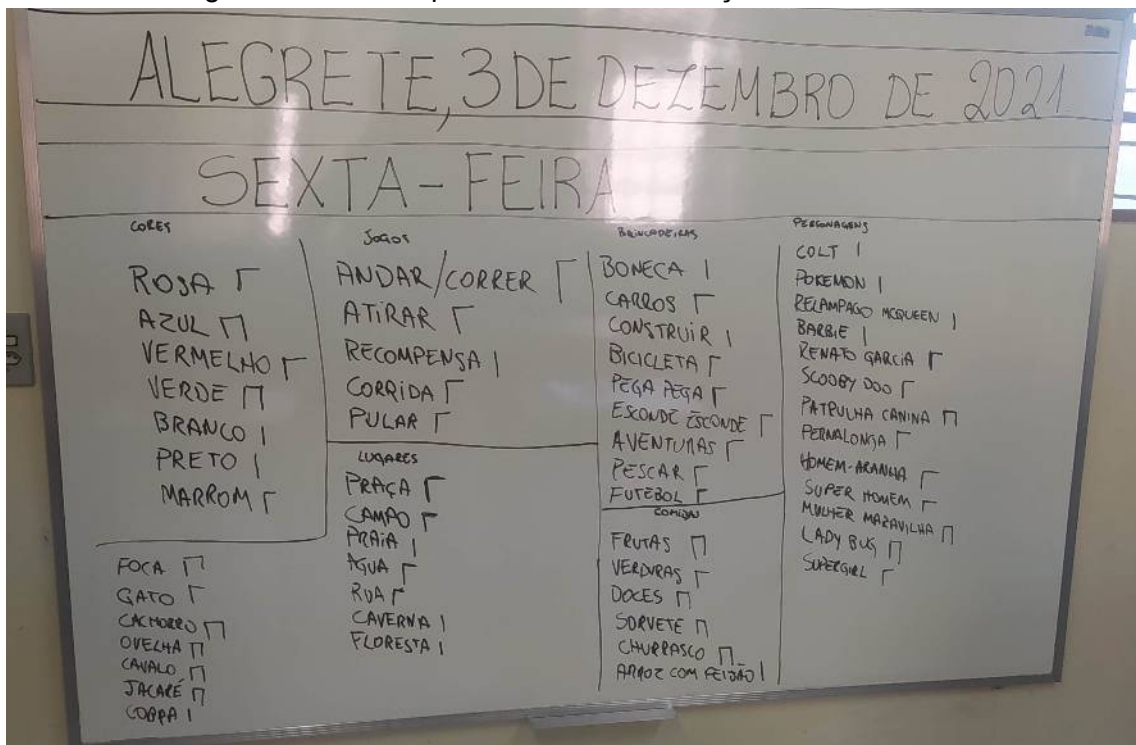 ALEGRETE, 3 DE DEZEMBRO DE 2021
SEXTA-FEIRA
CORES
ROSA
AZUL
VERMELHO
VERDE
BRANCO
PRETO
MARROM
FOCA
GATO
CACHORRO
OVELHA
CAVALO
JACARÉ
COBRA
JOGOS
ANDAR/CORRER
ATIRAR
RECOMPENSA
CORRIDA
PULAR
LUGARES
PRAÇA
CAMPO
PRAIA
ÁGUA
RUA
CAVERNA
FLORESTA
BRINCADEIRAS
BONECA
CARROS
CONSTRUIR
BICICLETA
PEGA PEGA
ESCONDE ESCONDE
AVENTURAS
PESCAR
FUTEBOL
COMIDAS
FRUTAS
VERDURAS
DOCES
SORVETE
CHURRASCO
ARROZ COM FEIJÃO
PERSONAGENS
COLT
POKEMON
RELAMPAGO MCQUEEN
BARBIE
RENATO GARCIA
SCOOBY DOO
PATRULHA CANINA
PERNALONGA
HOMEM-ARANHA
SUPER HOMEM
MULHER MARAVILHA
LADY BUG
SUPERGIRL